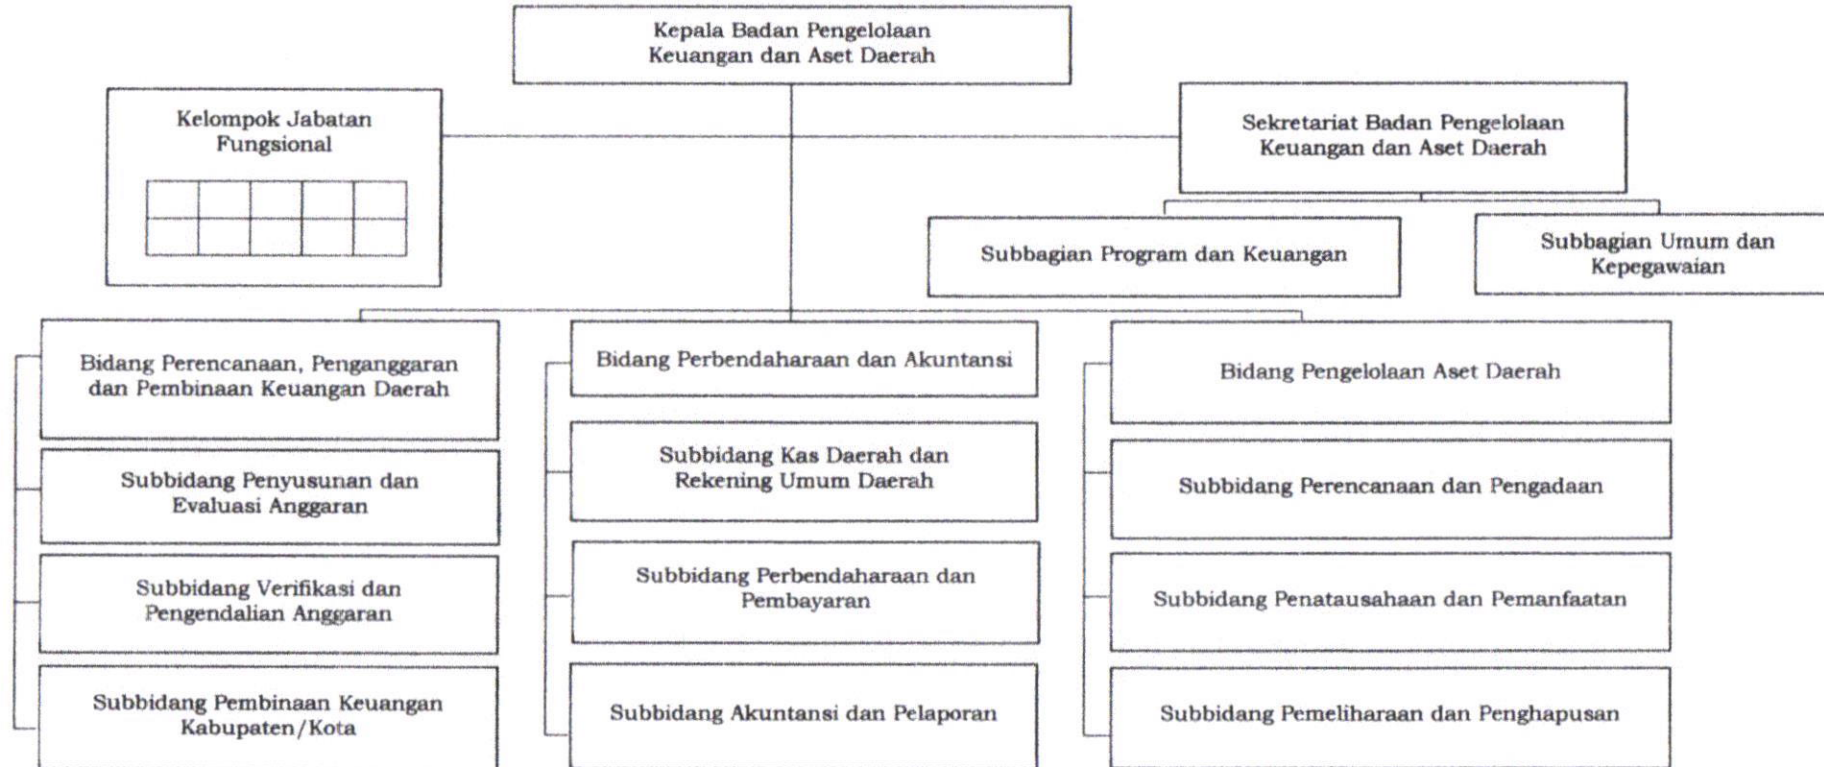 Kepala Badan Pengelolaan
Keuangan dan Aset Daerah
Kelompok Jabatan
Fungsional
Sekretariat Badan Pengelolaan
Keuangan dan Aset Daerah
Subbagian Program dan Keuangan
Subbagian Umum dan
Kepegawaian
Bidang Perencanaan, Penganggaran
dan Pembinaan Keuangan Daerah
Subbidang Penyusunan dan
Evaluasi Anggaran
Subbidang Verifikasi dan
Pengendalian Anggaran
Subbidang Pembinaan Keuangan
Kabupaten/Kota
Bidang Perbendaharaan dan Akuntansi
Subbidang Kas Daerah dan
Rekening Umum Daerah
Subbidang Perbendaharaan dan
Pembayaran
Subbidang Akuntansi dan Pelaporan
Bidang Pengelolaan Aset Daerah
Subbidang Perencanaan dan Pengadaan
Subbidang Penatausahaan dan Pemanfaatan
Subbidang Pemeliharaan dan Penghapusan